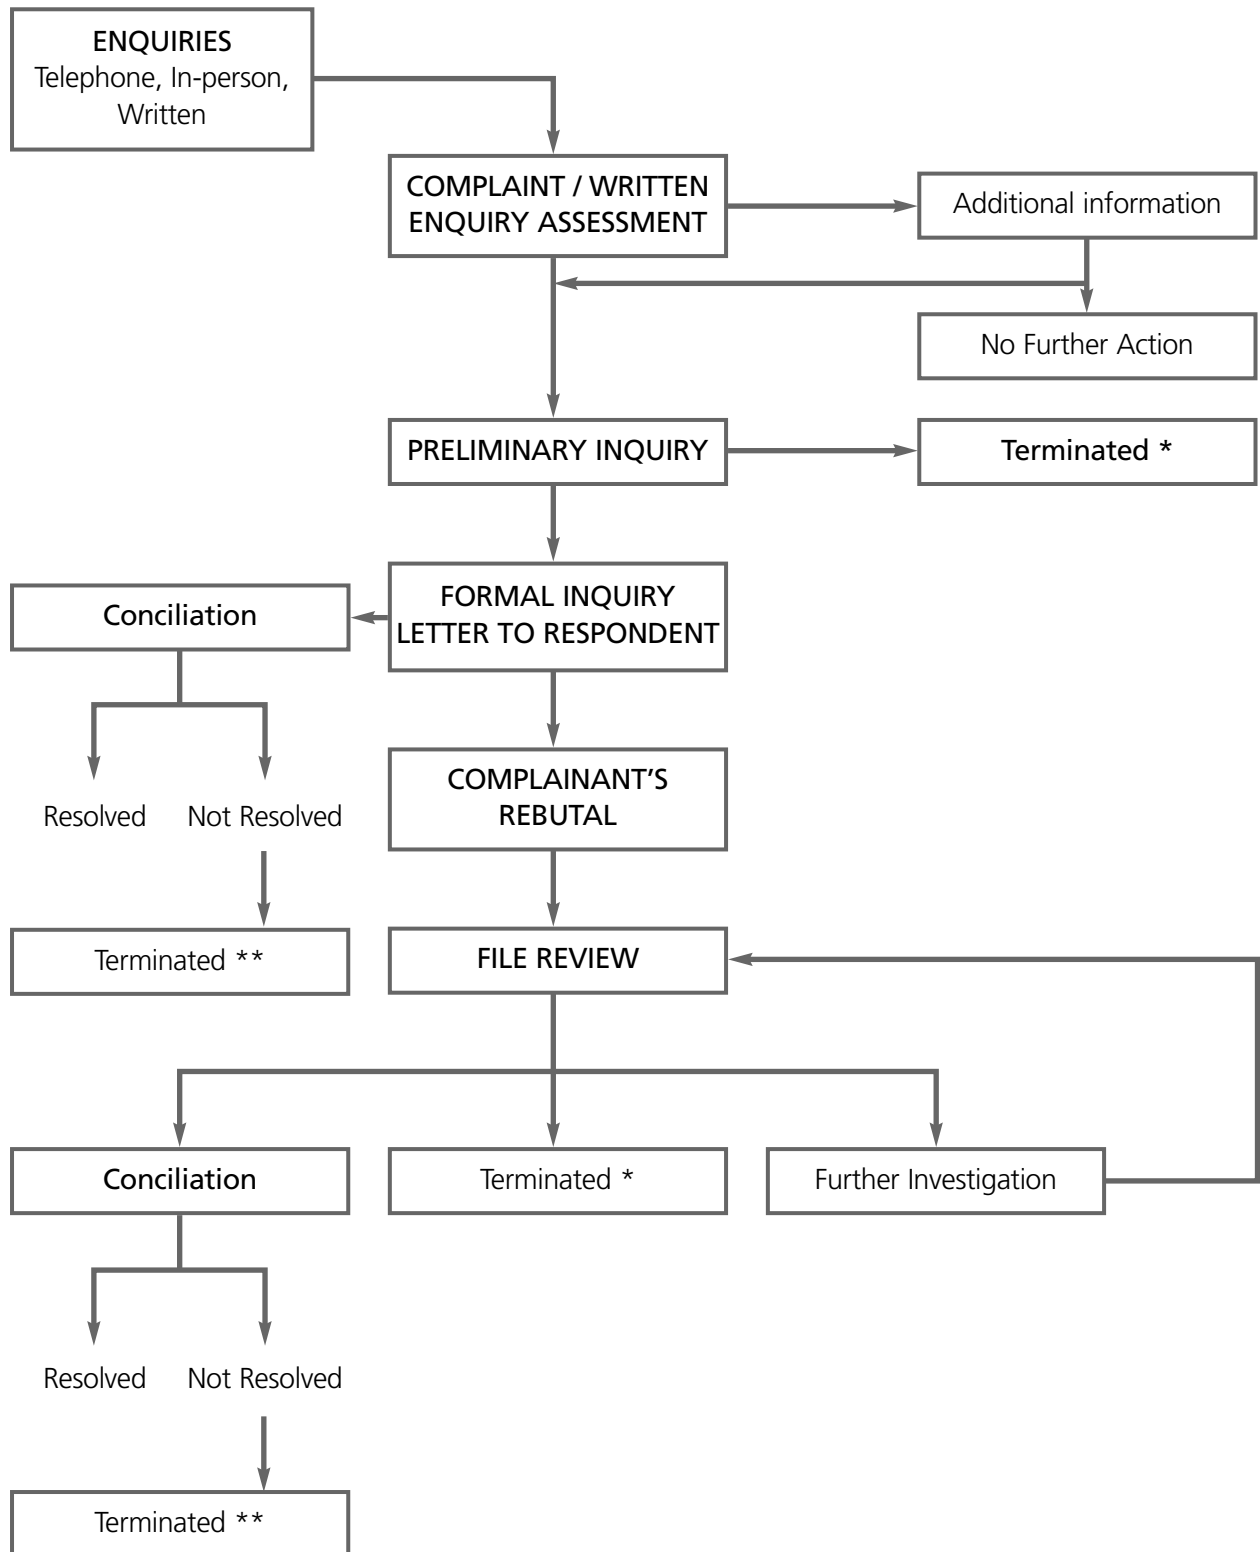 ENQUIRIES
Telephone, In-person,
Written
COMPLAINT / WRITTEN
ENQUIRY ASSESSMENT
Additional information
No Further Action
PRELIMINARY INQUIRY
Terminated *
FORMAL INQUIRY
LETTER TO RESPONDENT
Conciliation
Resolved
Not Resolved
COMPLAINANT'S
REBUTAL
Terminated **
FILE REVIEW
Conciliation
Terminated *
Further Investigation
Resolved
Not Resolved
Terminated **